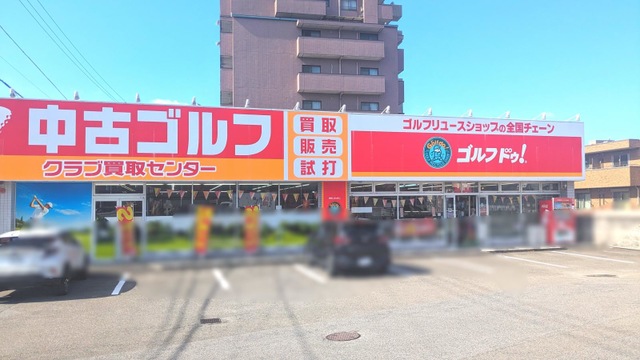 中古ゴルフ
クラブ買取センター
買取
販売
試打
ゴルフリユースショップの全国チェーン
ゴルフドゥ!